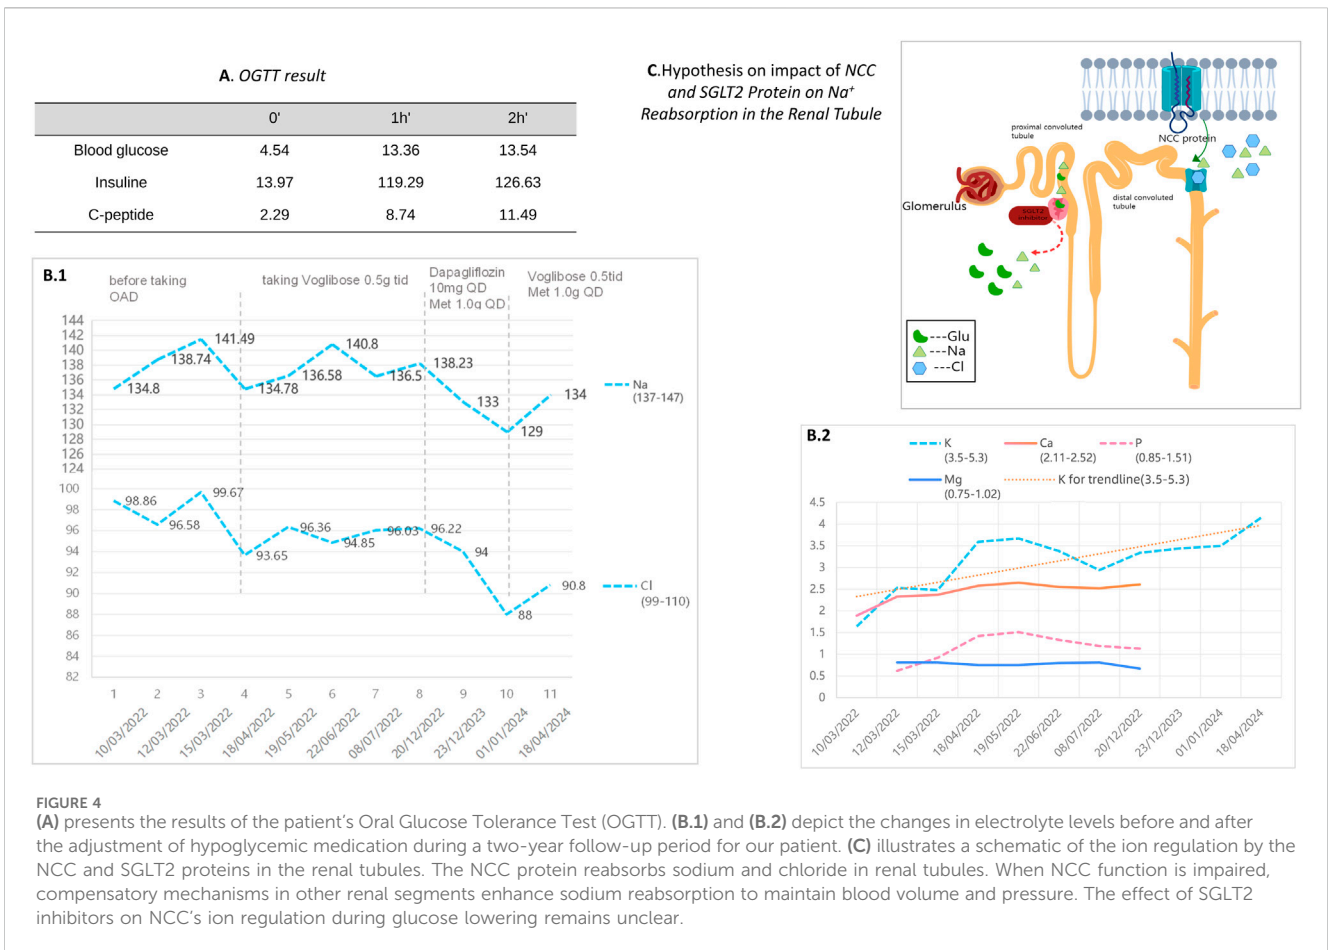 A. OGTT result
0' 1h' 2h'
Blood glucose 4.54 13.36 13.54
Insuline 13.97 119.29 126.63
C-peptide 2.29 8.74 11.49
C.Hypothesis on impact of NCC
and SGLT2 Protein on Na+
Reabsorption in the Renal Tubule
proximal convoluted
tubule
NCC protein
Glomerulus
SGLT2
inhibitor
distal convoluted
tubule
---Glu
---Na
---Cl
B.1
before taking
OAD
taking Voglibose 0.5g tid
Dapagliflozin
10mg QD
Met 1.0g QD
Voglibose 0.5tid
Met 1.0g QD
144
142
140
138
136
134
132
130
128
126
124
100
98
96
94
92
90
88
86
84
82
134.8
138.74
141.49
134.78
136.58
140.8
136.5
138.23
133
129
134
Na
(137-147)
98.86
96.58
99.67
93.65
96.36
94.85
96.03
96.22
94
88
90.8
Cl
(99-110)
1 2 3 4 5 6 7 8 9 10 11
10/03/2022 12/03/2022 15/03/2022 18/04/2022 19/05/2022 22/06/2022 08/07/2022 20/12/2022 23/12/2023 01/01/2024 18/04/2024
B.2
K
(3.5-5.3)
Ca
(2.11-2.52)
P
(0.85-1.51)
Mg
(0.75-1.02)
K for trendline(3.5-5.3)
4.5
4
3.5
3
2.5
2
1.5
1
0.5
0
10/03/2022 12/03/2022 15/03/2022 18/04/2022 19/05/2022 22/06/2022 08/07/2022 20/12/2022 23/12/2023 01/01/2024 18/04/2024
FIGURE 4
(A) presents the results of the patient's Oral Glucose Tolerance Test (OGTT). (B.1) and (B.2) depict the changes in electrolyte levels before and after
the adjustment of hypoglycemic medication during a two-year follow-up period for our patient. (C) illustrates a schematic of the ion regulation by the
NCC and SGLT2 proteins in the renal tubules. The NCC protein reabsorbs sodium and chloride in renal tubules. When NCC function is impaired,
compensatory mechanisms in other renal segments enhance sodium reabsorption to maintain blood volume and pressure. The effect of SGLT2
inhibitors on NCC's ion regulation during glucose lowering remains unclear.